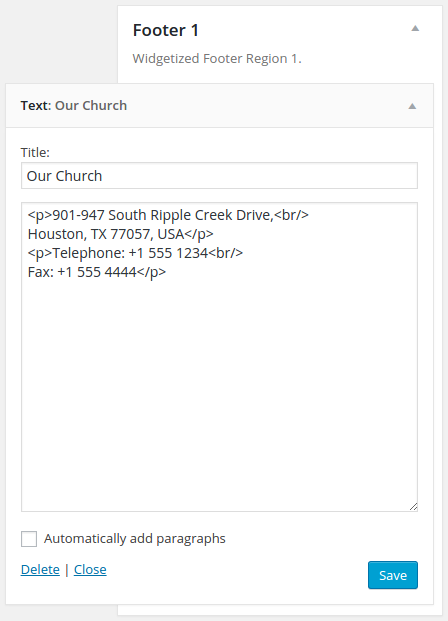 Footer 1
Widgetized Footer Region 1.
Text: Our Church
Title:
Our Church
<p>901-947 South Ripple Creek Drive,<br/>
Houston, TX 77057, USA</p>
<p>Telephone: +1 555 1234<br/>
Fax: +1 555 4444</p>
Automatically add paragraphs
Delete | Close
Save